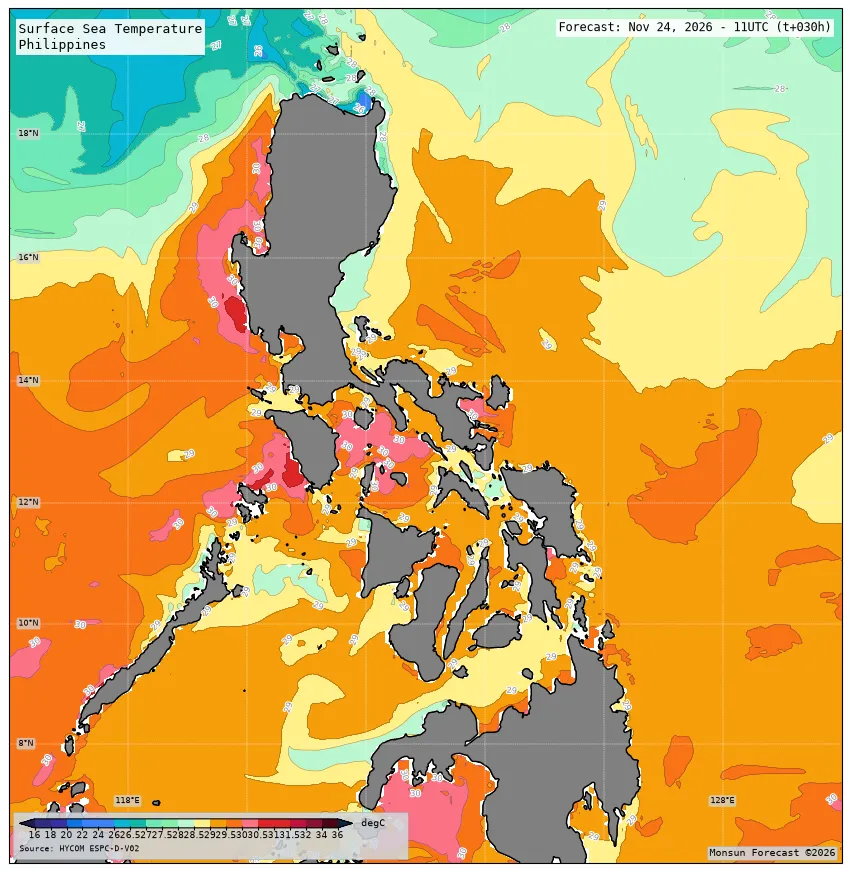 Surface Sea Temperature
Philippines
Forecast: Nov 24, 2026 - 11UTC (t+030h)
18°N
16°N
14°N
12°N
10°N
8°N
118°E
128°E
degC
16 18 20 22 24 26 26.5 27 27.5 28 28.5 29 29.5 30 30.5 31 31.5 32 34 36
Source: HYCOM ESPC-D-V02
Monsun Forecast ©2026